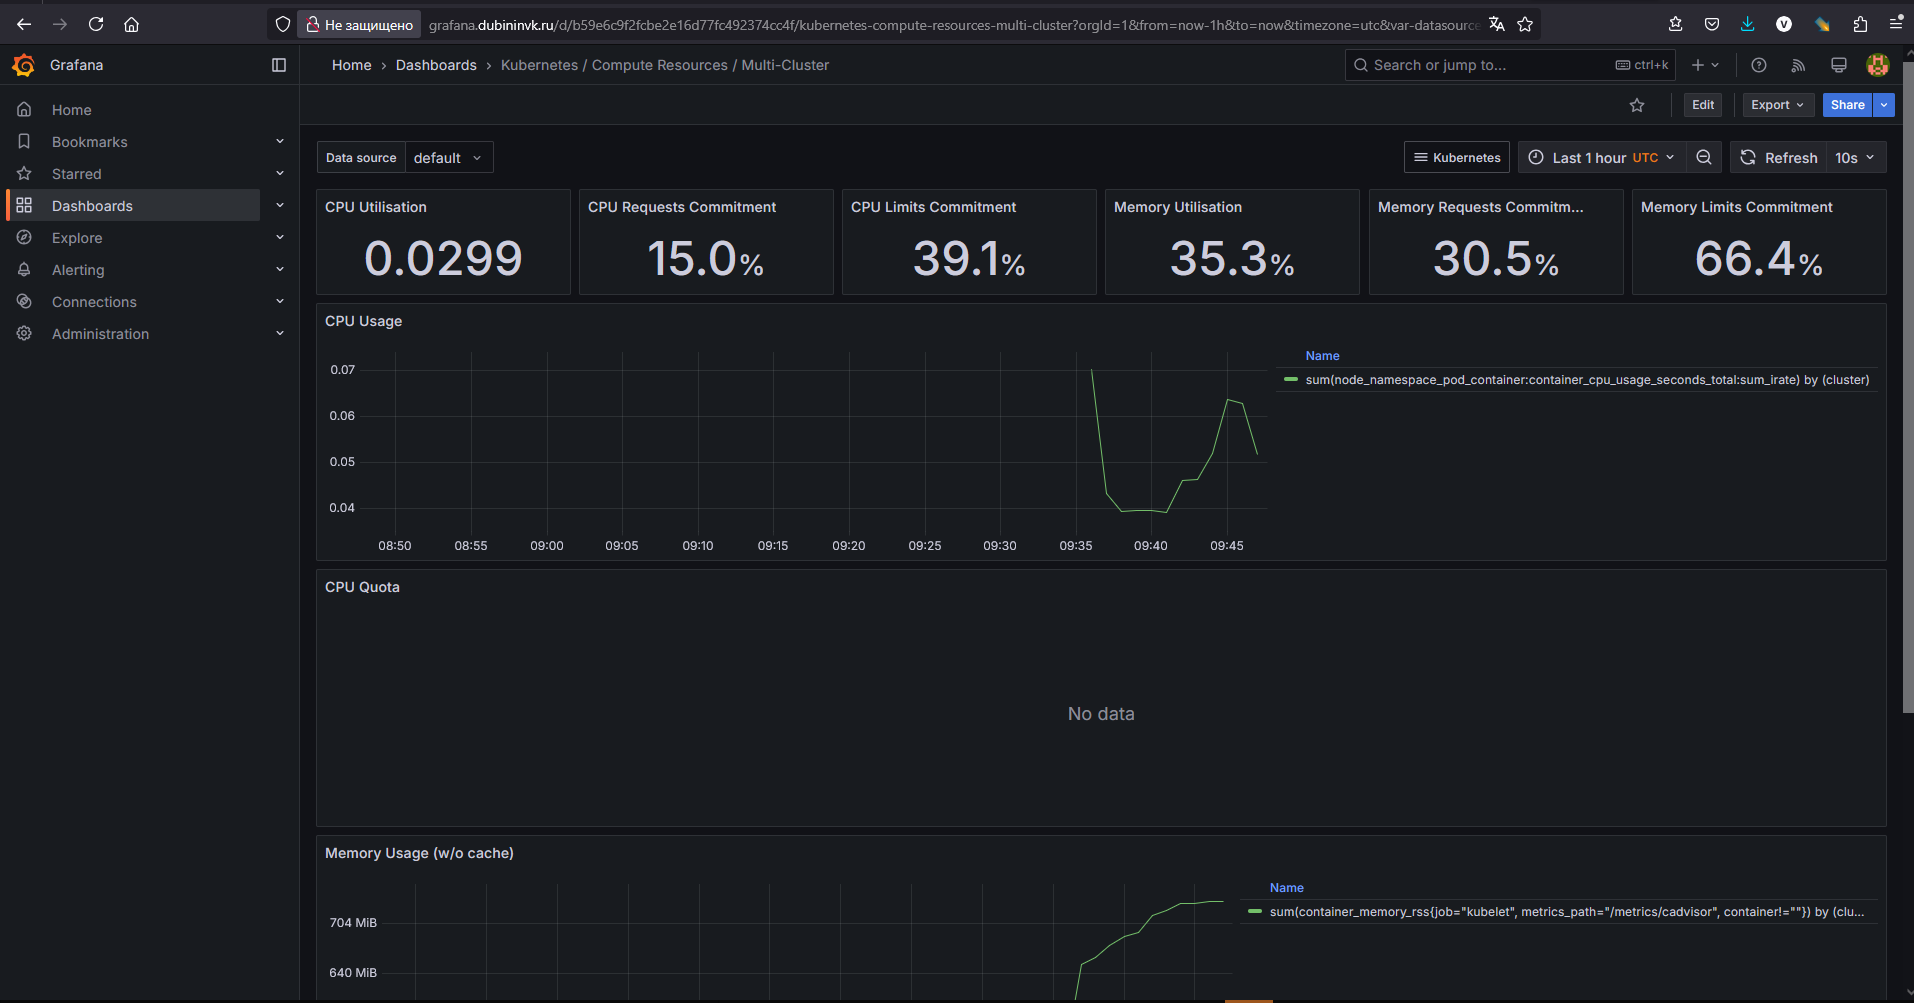 Не защищено
grafana.dubininvk.ru/d/b59e6c9f2fcbe2e16d77fc492374cc4f/kubernetes-compute-resources-multi-cluster?orgId=1&from=now-1h&to=now&timezone=utc&var-datasource
V
Grafana
Home › Dashboards › Kubernetes / Compute Resources / Multi-Cluster
Search or jump to...
ctrl+k
Home
Bookmarks
Starred
Dashboards
Explore
Alerting
Connections
Administration
Edit
Export
Share
Data source
default
Kubernetes
Last 1 hour UTC
Refresh
10s
CPU Utilisation
0.0299
CPU Requests Commitment
15.0%
CPU Limits Commitment
39.1%
Memory Utilisation
35.3%
Memory Requests Commitm...
30.5%
Memory Limits Commitment
66.4%
CPU Usage
0.07
0.06
0.05
0.04
08:50 08:55 09:00 09:05 09:10 09:15 09:20 09:25 09:30 09:35 09:40 09:45
Name
sum(node_namespace_pod_container:container_cpu_usage_seconds_total:sum_irate) by (cluster)
CPU Quota
No data
Memory Usage (w/o cache)
704 MiB
640 MiB
Name
sum(container_memory_rss{job="kubelet", metrics_path="/metrics/cadvisor", container!=""}) by (clu...